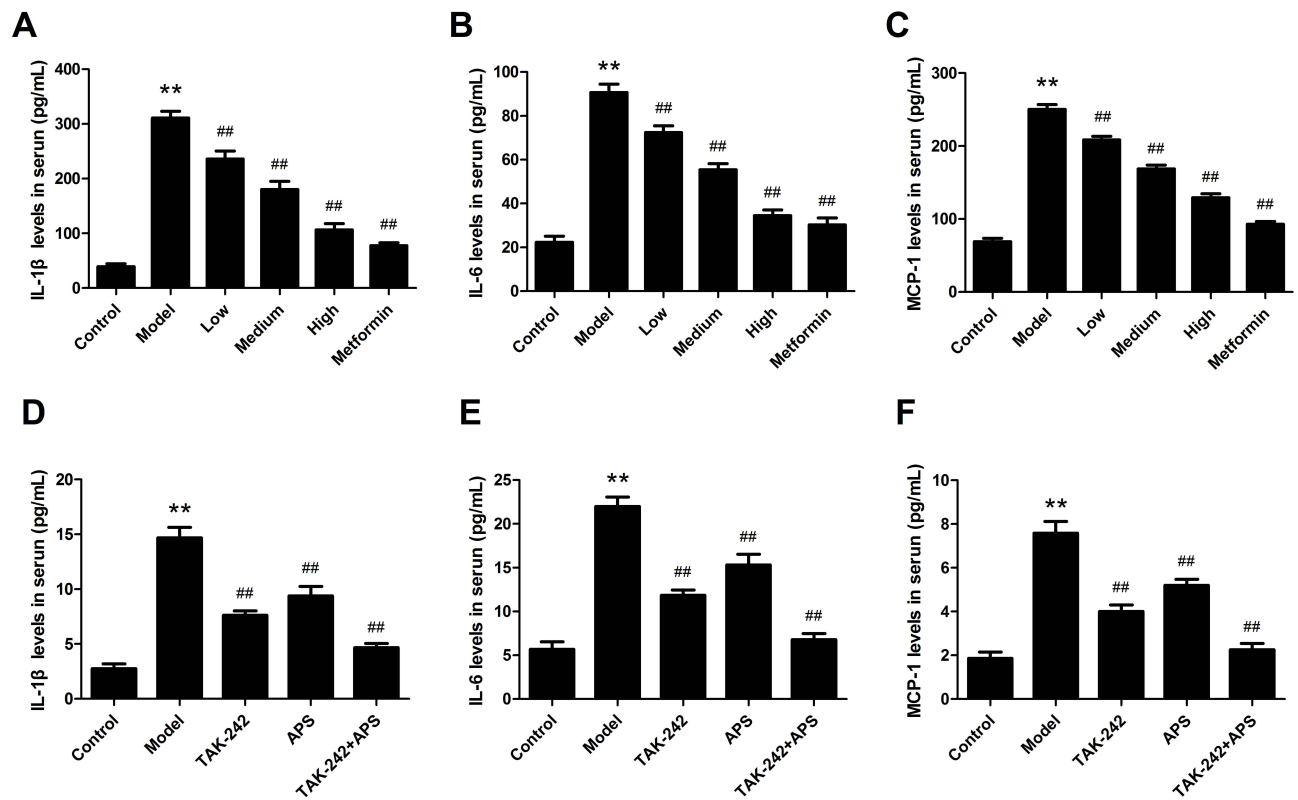 A
IL-1β levels in serun (pg/mL)
400
300
200
100
0
**
##
##
##
##
Control
Model
Low
Medium
High
Metformin
B
IL-6 levels in serun (pg/mL)
100
80
60
40
20
0
**
##
##
##
##
Control
Model
Low
Medium
High
Metformin
C
MCP-1 levels in serun (pg/mL)
300
200
100
0
**
##
##
##
##
Control
Model
Low
Medium
High
Metformin
D
IL-1β levels in serun (pg/mL)
20
15
10
5
0
**
##
##
##
Control
Model
TAK-242
APS
TAK-242+APS
E
IL-6 levels in serun (pg/mL)
25
20
15
10
5
0
**
##
##
##
Control
Model
TAK-242
APS
TAK-242+APS
F
MCP-1 levels in serun (pg/mL)
10
8
6
4
2
0
**
##
##
##
Control
Model
TAK-242
APS
TAK-242+APS